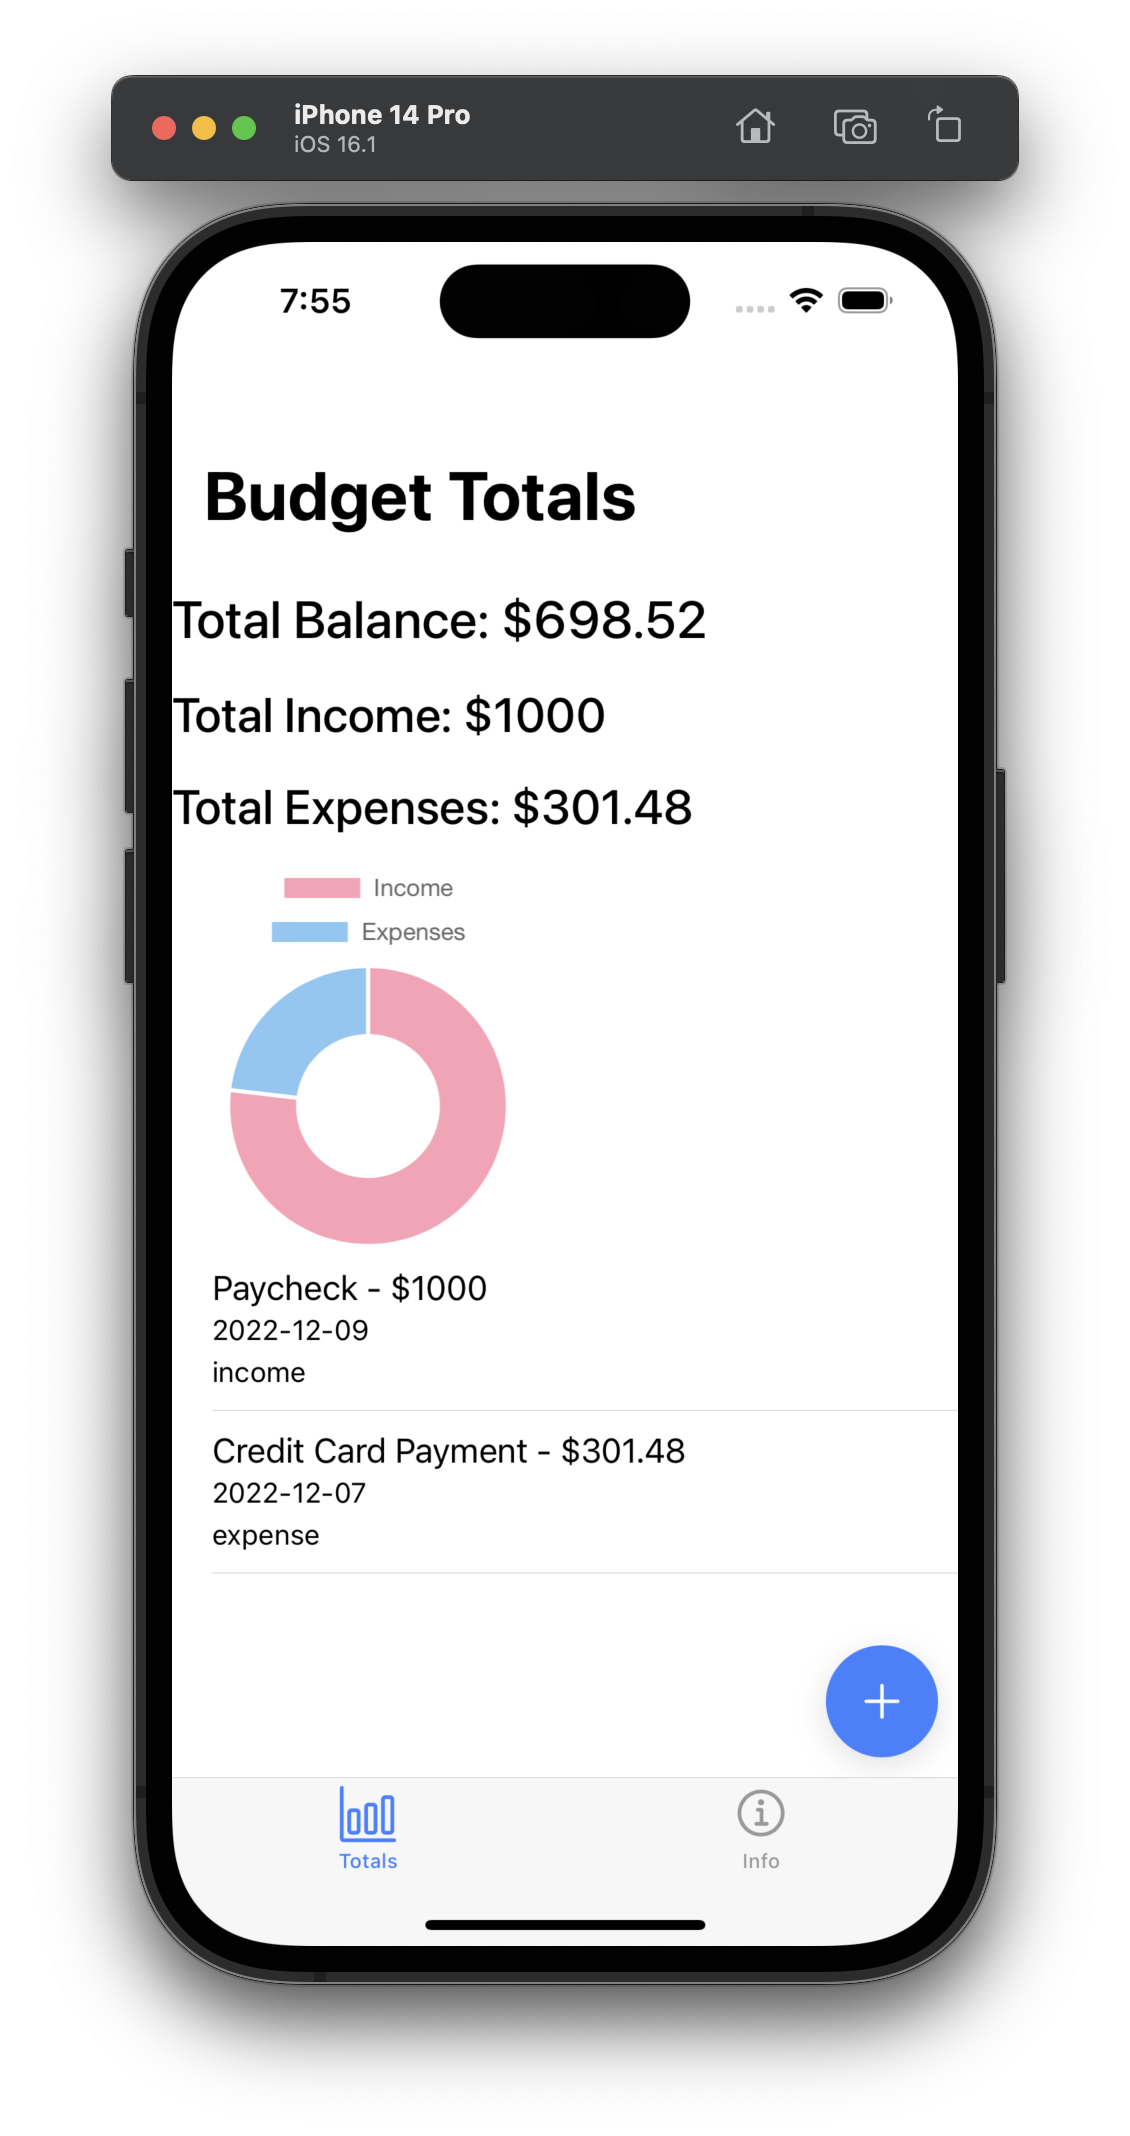 iPhone 14 Pro
iOS 16.1
7:55
Budget Totals
Total Balance: $698.52
Total Income: $1000
Total Expenses: $301.48
Income
Expenses
Paycheck - $1000
2022-12-09
income
Credit Card Payment - $301.48
2022-12-07
expense
Totals
Info